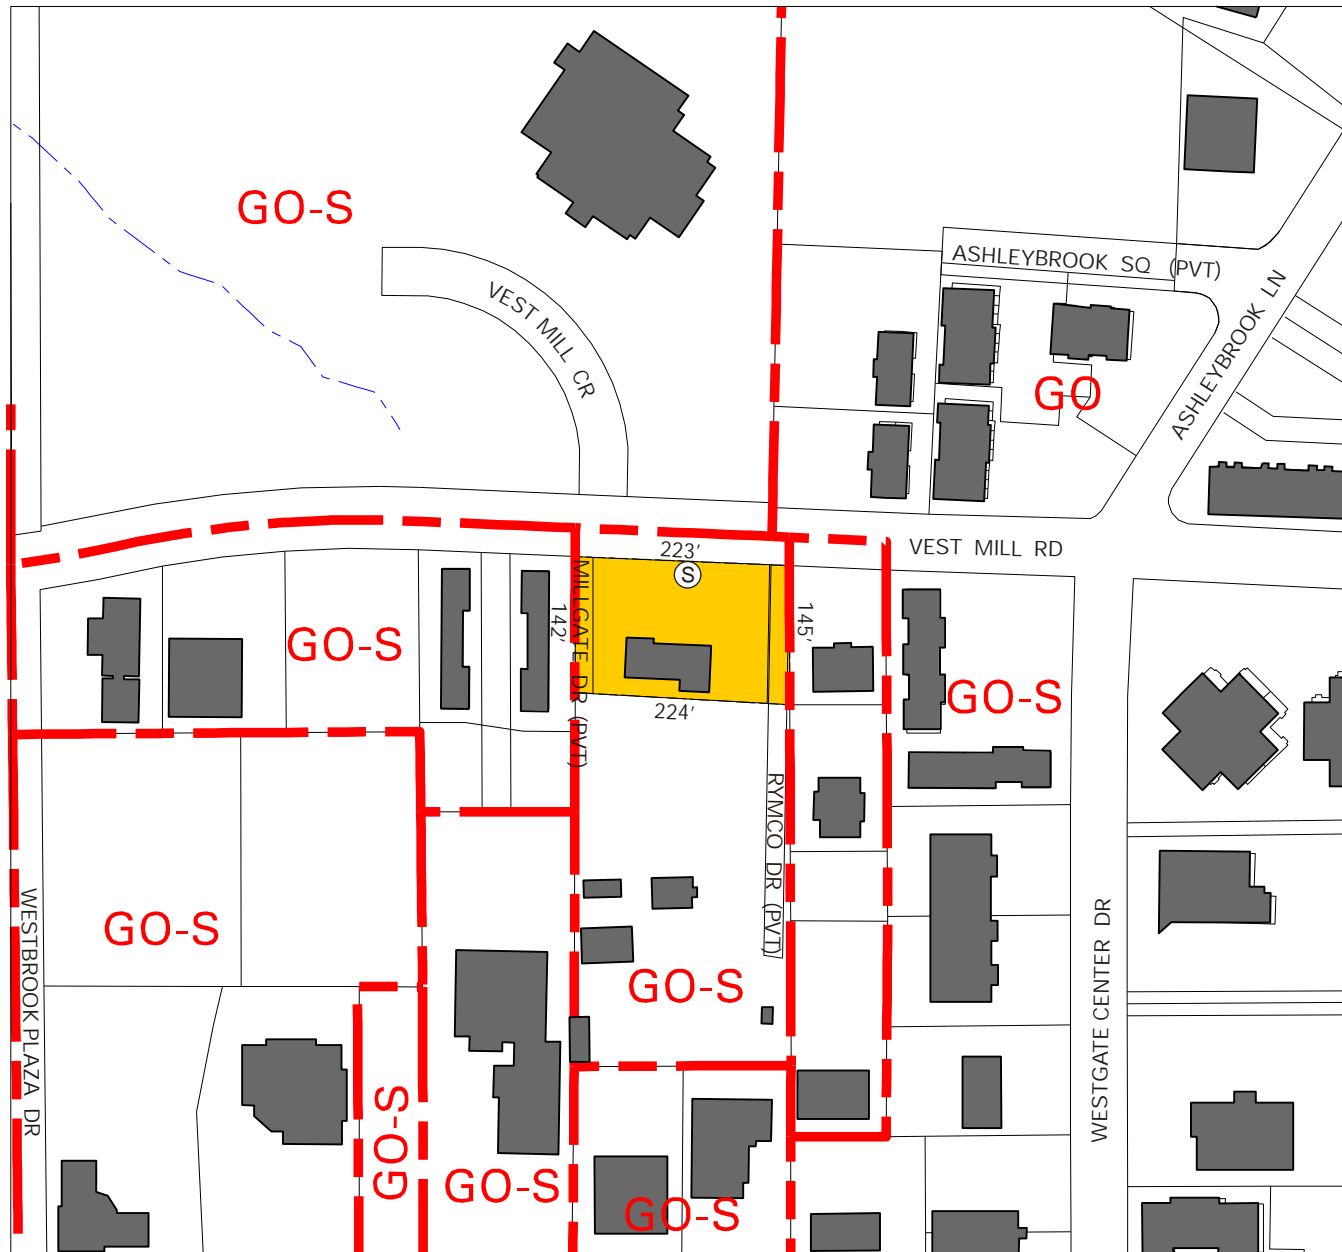 GO-S
VEST MILL CR
ASHLEYBROOK SQ (PVT)
ASHLEYBROOK LN
GO
VEST MILL RD
223'
S
142'
MILLGATE DR (PVT)
145'
224'
GO-S
GO-S
RYMCO DR (PVT)
GO-S
WESTBROOK PLAZA DR
GO-S
WESTGATE CENTER DR
GO-S
GO-S
GO-S